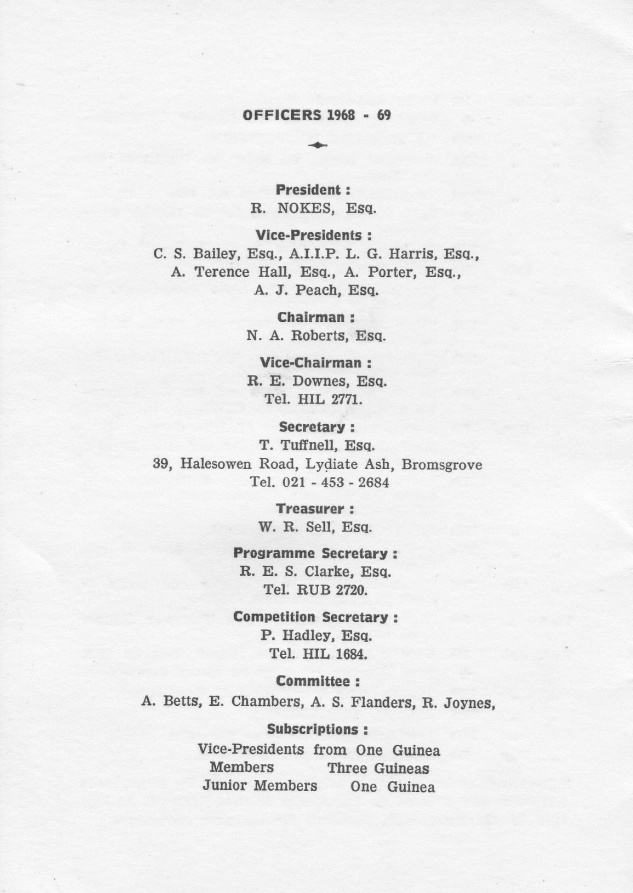 OFFICERS 1968 - 69
President :
R. NOKES, Esq.
Vice-Presidents :
C. S. Bailey, Esq., A.I.I.P. L. G. Harris, Esq.,
A. Terence Hall, Esq., A. Porter, Esq.,
A. J. Peach, Esq.
Chairman :
N. A. Roberts, Esq.
Vice-Chairman :
R. E. Downes, Esq.
Tel. HIL 2771.
Secretary :
T. Tuffnell, Esq.
39, Halesowen Road, Lydiate Ash, Bromsgrove
Tel. 021 - 453 - 2684
Treasurer :
W. R. Sell, Esq.
Programme Secretary :
R. E. S. Clarke, Esq.
Tel. RUB 2720.
Competition Secretary :
P. Hadley, Esq.
Tel. HIL 1684.
Committee :
A. Betts, E. Chambers, A. S. Flanders, R. Joynes,
Subscriptions :
Vice-Presidents from One Guinea
Members Three Guineas
Junior Members One Guinea